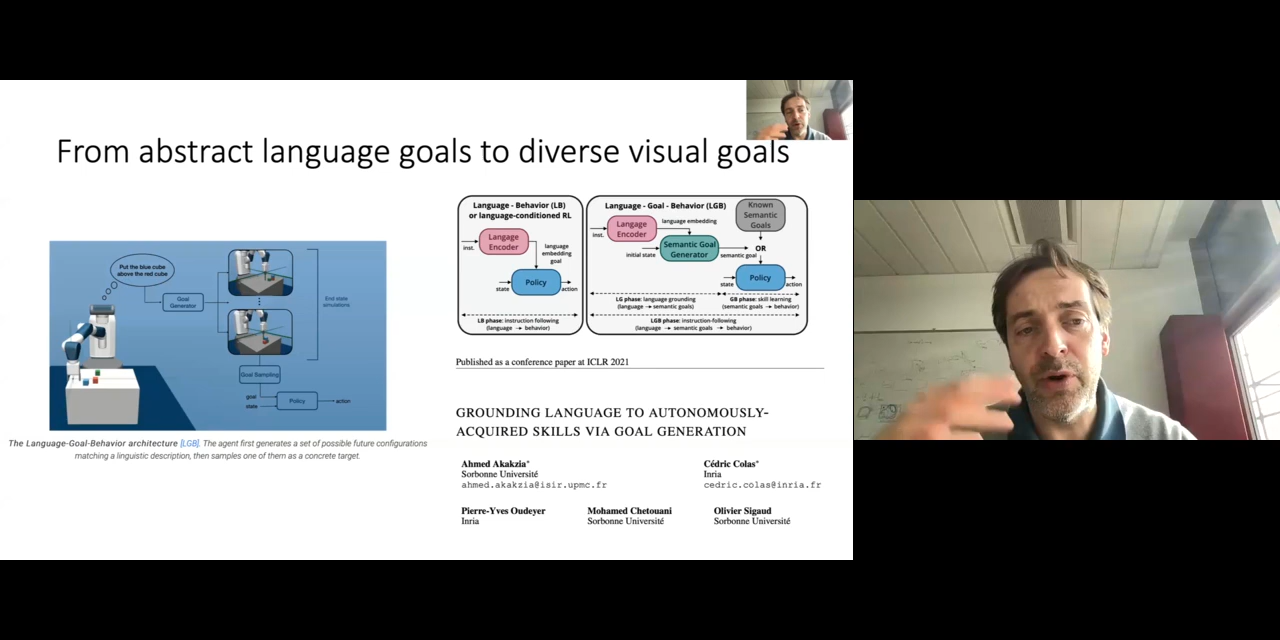 From abstract language goals to diverse visual goals
Put the blue cube
above the red cube
Goal
Generator
End state
simulations
Goal Sampling
goal
state
Policy
action
The Language-Goal-Behavior architecture [LGB]. The agent first generates a set of possible future configurations
matching a linguistic description, then samples one of them as a concrete target.
Language - Behavior (LB)
or language-conditioned RL
inst.
Langage
Encoder
language
embedding
goal
state
Policy
action
LB phase: instruction following
(language → behavior)
Language - Goal - Behavior (LGB)
Known
Semantic
Goals
inst.
Langage
Encoder
language embedding
initial state
Semantic Goal
Generator
semantic goal
OR
state
Policy
action
LG phase: language grounding
(language → semantic goals)
GB phase: skill learning
(semantic goals → behavior)
LGB phase: instruction-following
(language → semantic goals → behavior)
Published as a conference paper at ICLR 2021
GROUNDING LANGUAGE TO AUTONOMOUSLY-
ACQUIRED SKILLS VIA GOAL GENERATION
Ahmed Akakzia*
Sorbonne Université
ahmed.akakzia@isir.upmc.fr
Cédric Colas*
Inria
cedric.colas@inria.fr
Pierre-Yves Oudeyer
Inria
Mohamed Chetouani
Sorbonne Université
Olivier Sigaud
Sorbonne Université